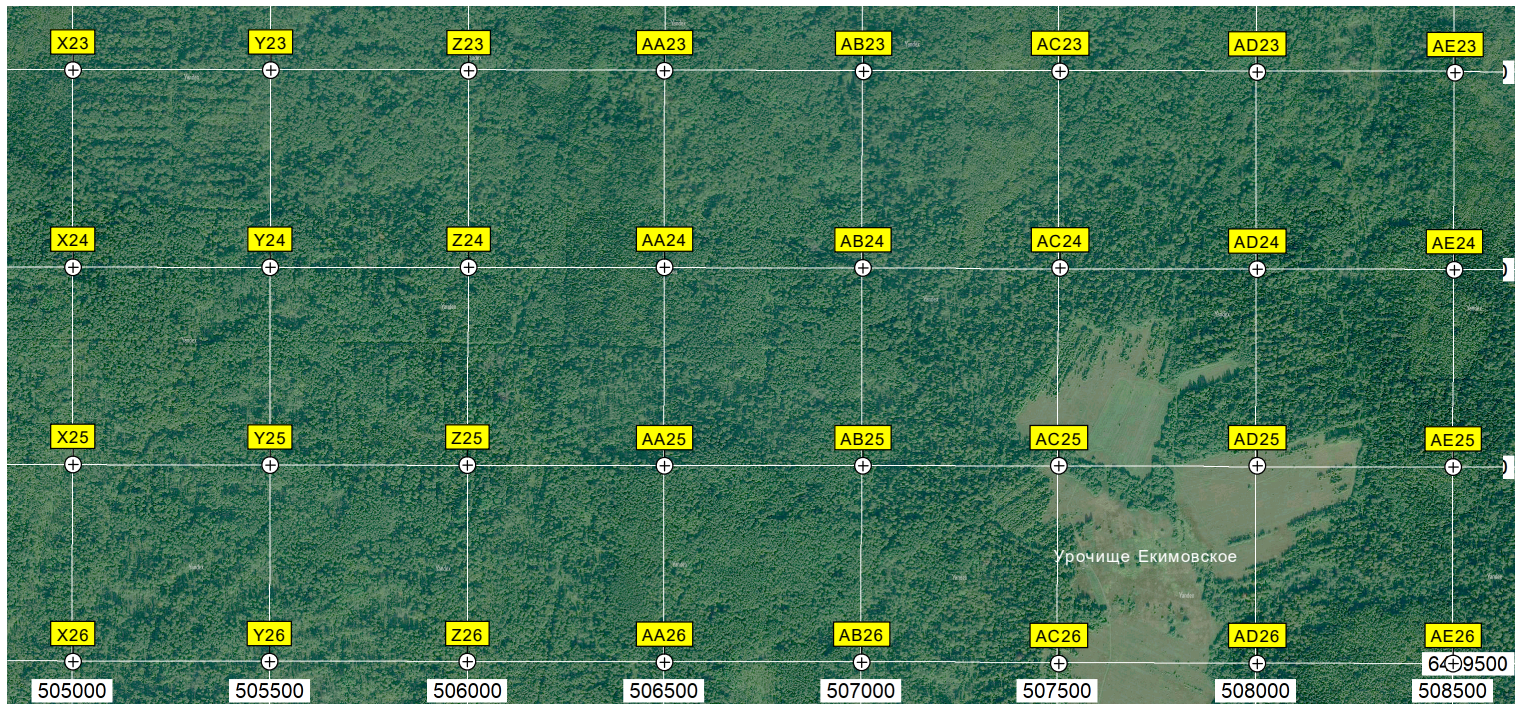 X23 Y23 Z23 AA23 AB23 AC23 AD23 AE23
X24 Y24 Z24 AA24 AB24 AC24 AD24 AE24
X25 Y25 Z25 AA25 AB25 AC25 AD25 AE25
Урочище Екимовское
X26 Y26 Z26 AA26 AB26 AC26 AD26 AE26
505000 505500 506000 506500 507000 507500 508000 508500